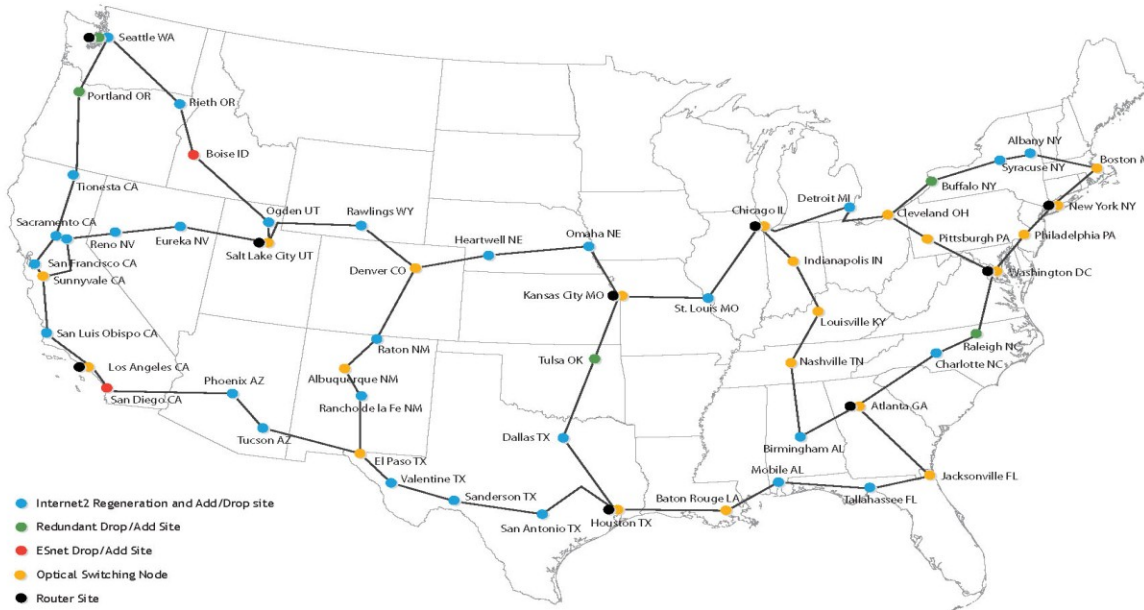 Seattle WA
Portland OR
Rieth OR
Boise ID
Tionesta CA
Ogden UT
Rawlings WY
Sacramento CA
Reno NV
Eureka NV
Salt Lake City UT
San Francisco CA
Sunnyvale CA
Denver CO
Heartwell NE
Omaha NE
Kansas City MO
St. Louis MO
Chicago IL
Detroit MI
Cleveland OH
Buffalo NY
Syracuse NY
Albany NY
Boston M
New York NY
Philadelphia PA
Pittsburgh PA
Washington DC
Indianapolis IN
Louisville KY
Nashville TN
Raleigh NC
Charlotte NC
Atlanta GA
Birmingham AL
San Luis Obispo CA
Los Angeles CA
San Diego CA
Phoenix AZ
Tucson AZ
Raton NM
Albuquerque NM
Rancho de la Fe NM
El Paso TX
Valentine TX
Sanderson TX
San Antonio TX
Tulsa OK
Dallas TX
Houston TX
Baton Rouge LA
Mobile AL
Tallahassee FL
Jacksonville FL
Internet2 Regeneration and Add/Drop site
Redundant Drop/Add Site
ESnet Drop/Add Site
Optical Switching Node
Router Site